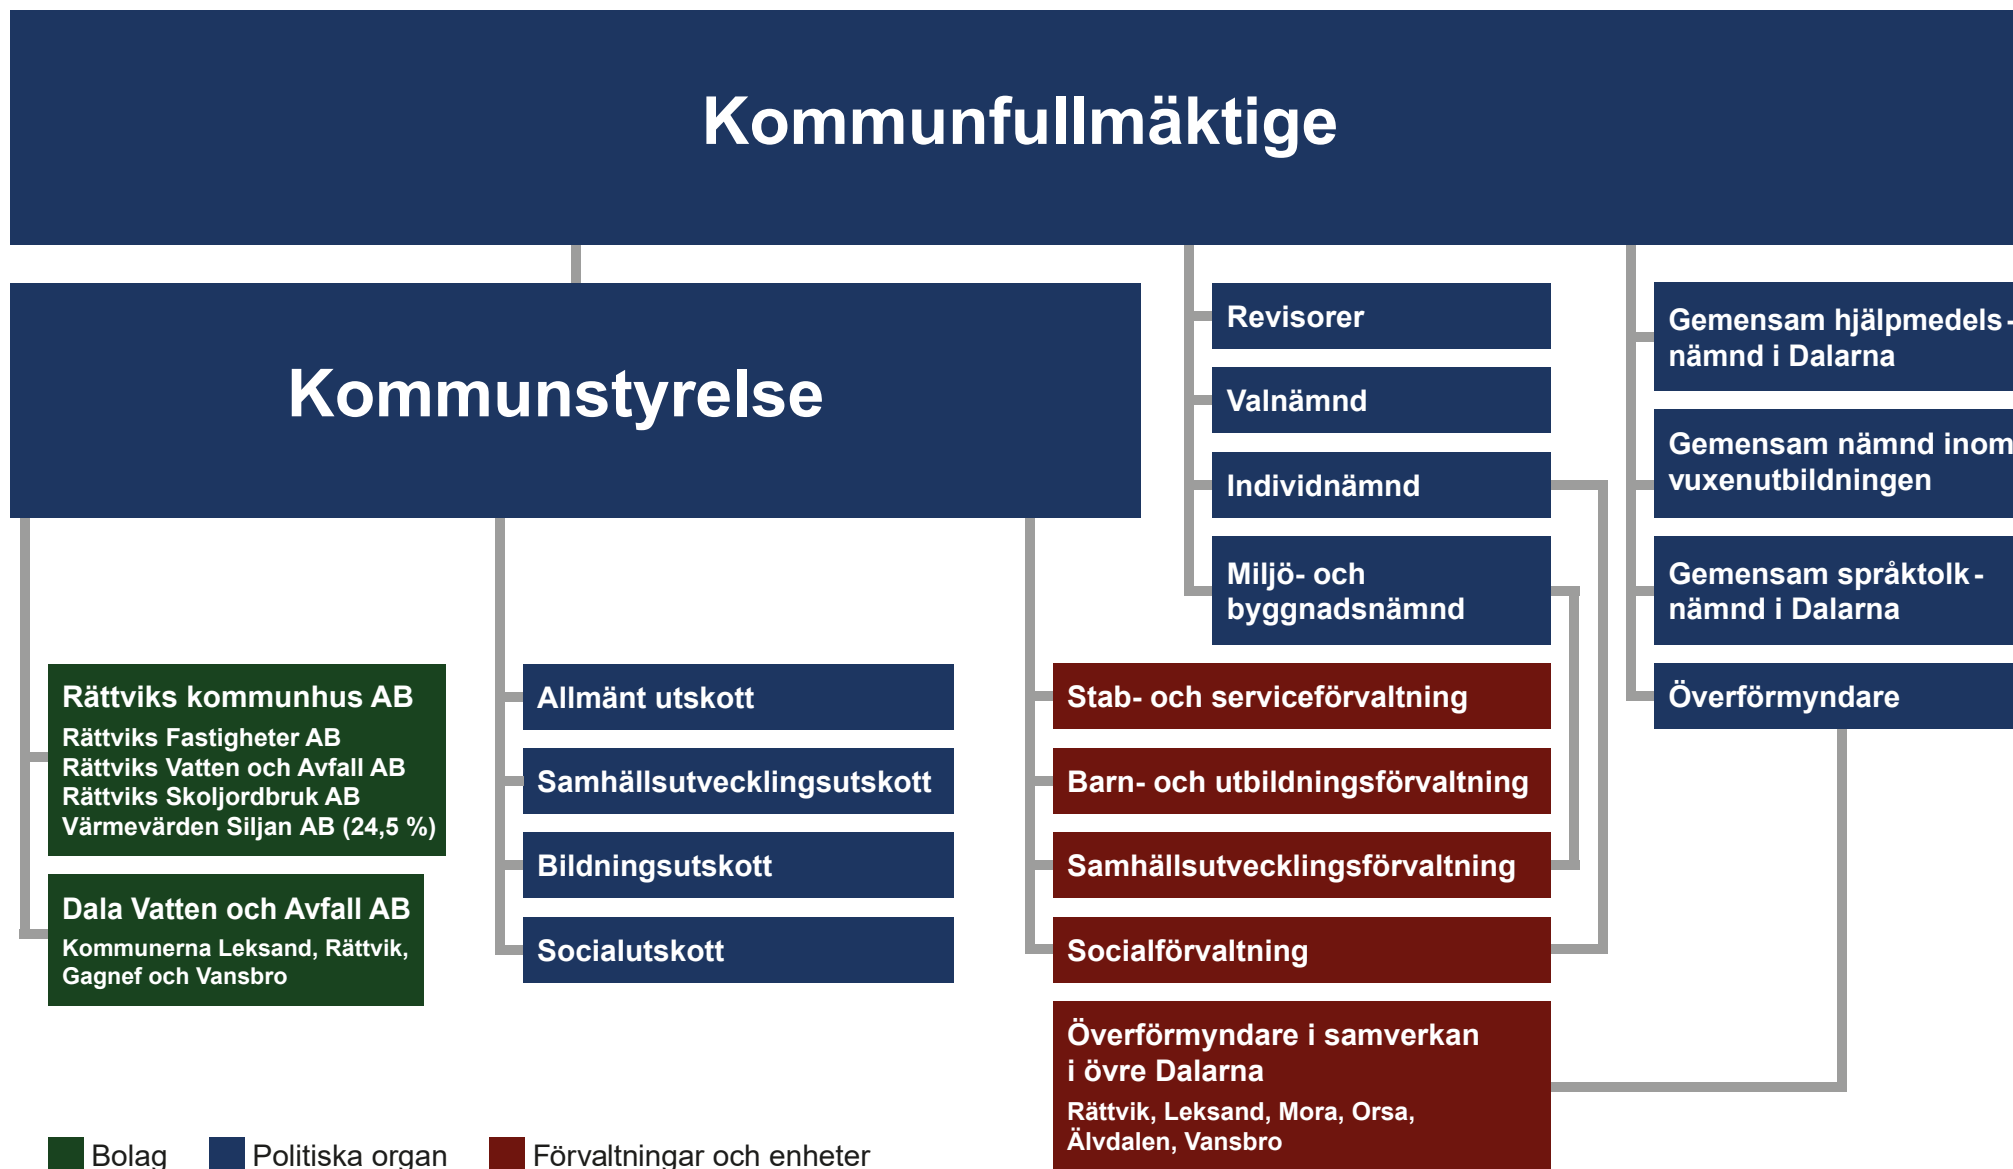 Kommunfullmäktige
Kommunstyrelse
Revisorer
Valnämnd
Individnämnd
Miljö- och
byggnadsnämnd
Gemensam hjälpmedels-
nämnd i Dalarna
Gemensam nämnd inom
vuxenutbildningen
Gemensam språktolk-
nämnd i Dalarna
Överförmyndare
Rättviks kommunhus AB
Rättviks Fastigheter AB
Rättviks Vatten och Avfall AB
Rättviks Skoljordbruk AB
Värmevärden Siljan AB (24,5 %)
Dala Vatten och Avfall AB
Kommunerna Leksand, Rättvik,
Gagnef och Vansbro
Allmänt utskott
Samhällsutvecklingsutskott
Bildningsutskott
Socialutskott
Stab- och serviceförvaltning
Barn- och utbildningsförvaltning
Samhällsutvecklingsförvaltning
Socialförvaltning
Överförmyndare i samverkan
i övre Dalarna
Rättvik, Leksand, Mora, Orsa,
Älvdalen, Vansbro
Bolag
Politiska organ
Förvaltningar och enheter